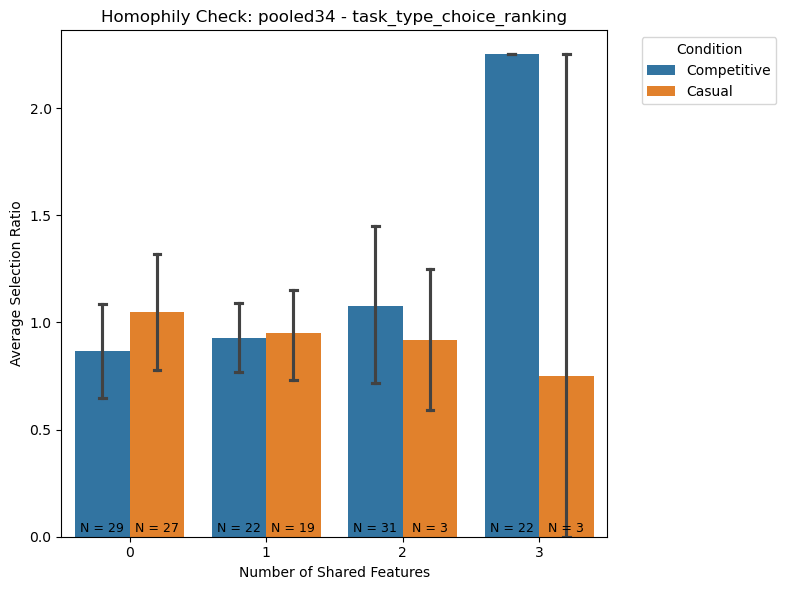 Homophily Check: pooled34 - task_type_choice_ranking
Condition
Competitive
Casual
Average Selection Ratio
2.0
1.5
1.0
0.5
0.0
N = 29
N = 27
N = 22
N = 19
N = 31
N = 3
N = 22
N = 3
0
1
2
3
Number of Shared Features